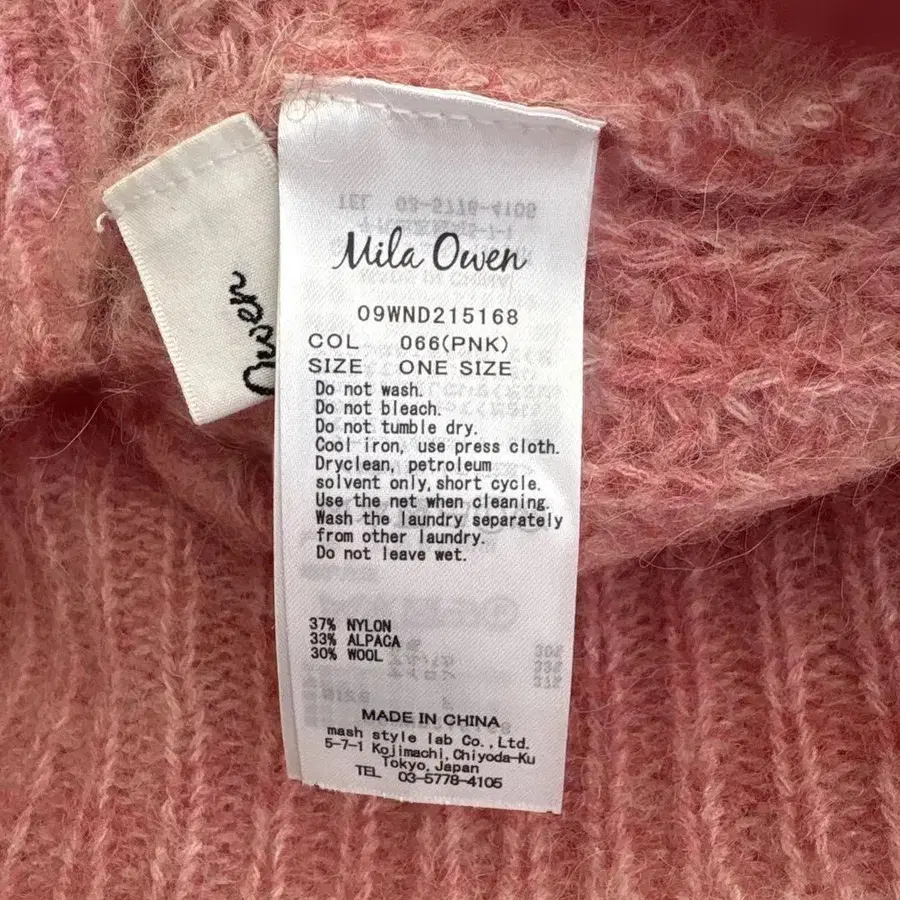 Owen
Mila Owen
09WND215168
COL 066(PNK)
SIZE ONE SIZE
Do not wash.
Do not bleach.
Do not tumble dry.
Cool iron, use press cloth.
Dryclean, petroleum
solvent only,short cycle.
Use the net when cleaning.
Wash the laundry separately
from other laundry.
Do not leave wet.
37% NYLON
33% ALPACA
30% WOOL
MADE IN CHINA
mash style lab Co.,Ltd.
5-7-1 Kojimachi,Chiyoda-Ku
Tokyo,Japan
TEL 03-5778-4105